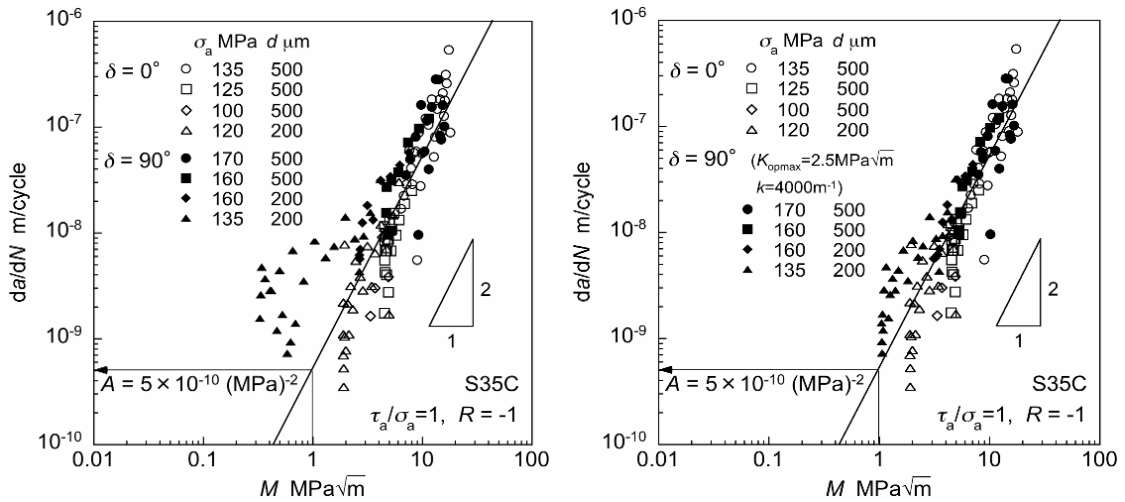 10⁻⁶
σₐ MPa d μm
δ = 0°
135 500
125 500
100 500
120 200
δ = 90°
170 500
160 500
160 200
135 200
10⁻⁷
da/dN m/cycle
10⁻⁸
2
1
10⁻⁹
A = 5 × 10⁻¹⁰ (MPa)⁻²
S35C
τₐ/σₐ=1, R = -1
10⁻¹⁰
0.01 0.1 1 10 100
M MPa√m
10⁻⁶
σₐ MPa d μm
δ = 0°
135 500
125 500
100 500
120 200
δ = 90° (Kopmax=2.5MPa√m
k=4000m⁻¹)
170 500
160 500
160 200
135 200
10⁻⁷
da/dN m/cycle
10⁻⁸
2
1
10⁻⁹
A = 5 × 10⁻¹⁰ (MPa)⁻²
S35C
τₐ/σₐ=1, R = -1
10⁻¹⁰
0.01 0.1 1 10 100
M MPa√m